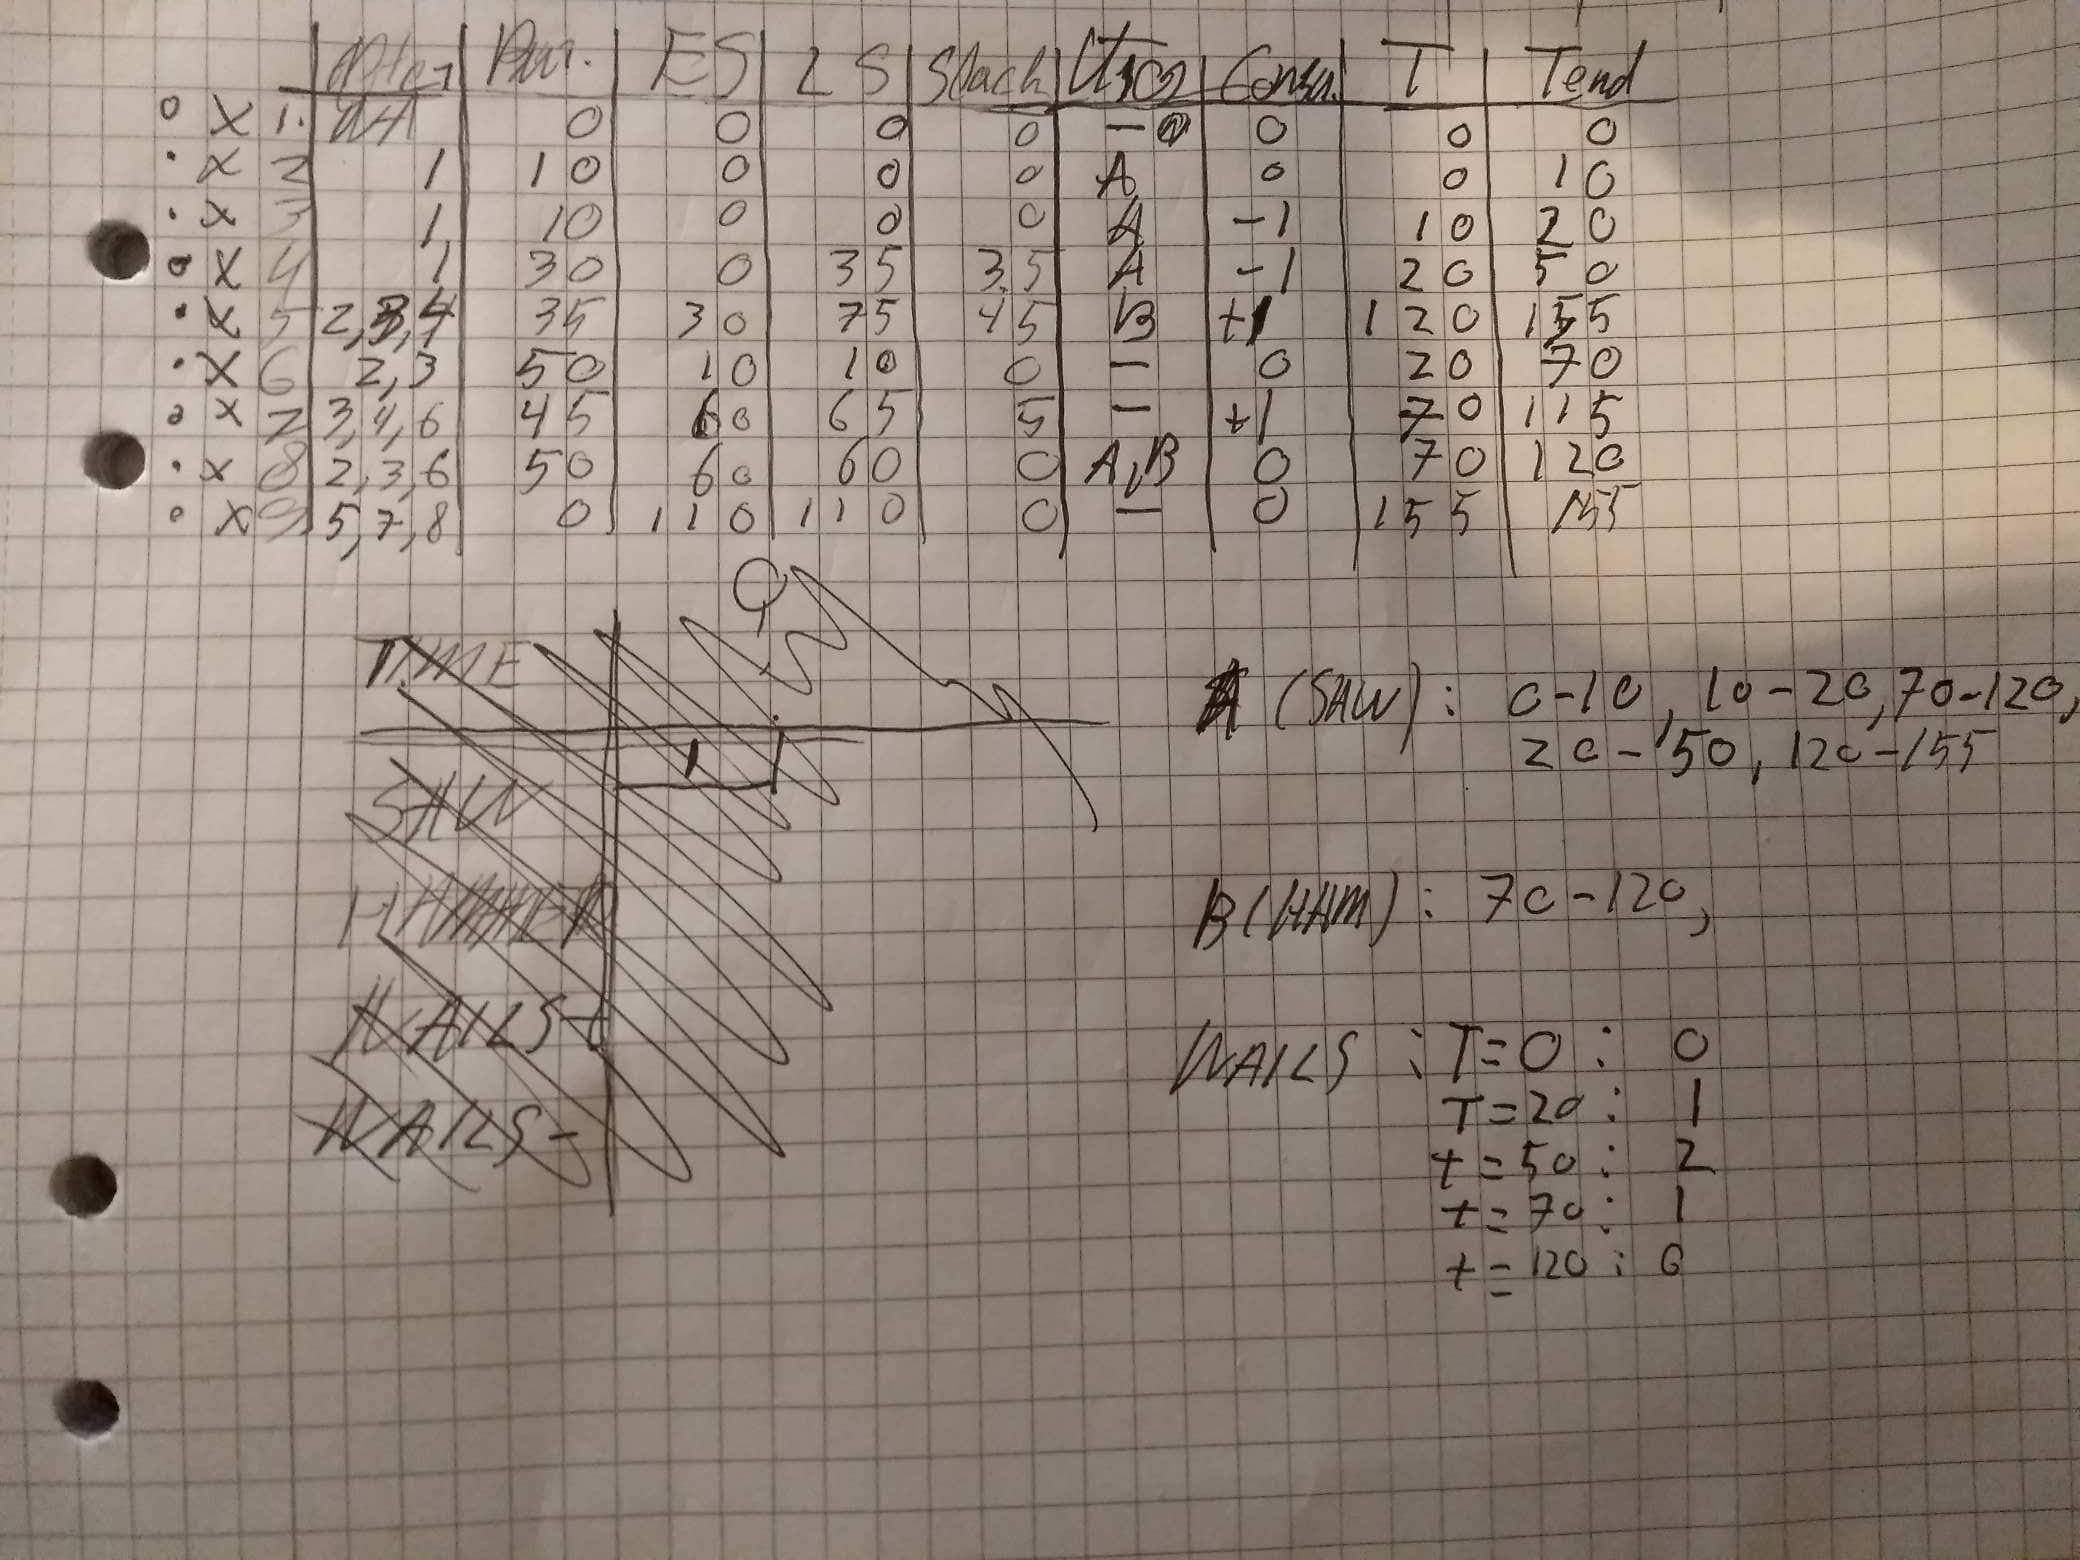 After Dur. ES LS Slack Uses Consu. T Tend
X 1. NA 0 0 0 0 - 0 0 0
X 2 1 10 0 0 0 A 0 0 10
X 3 1 10 0 0 0 A -1 10 20
X 4 1 30 0 35 35 A -1 20 50
X 5 2,3,4 35 30 75 45 B +1 120 155
X 6 2,3 50 10 10 0 - 0 20 70
X 7 3,4,6 45 60 65 5 - +1 70 115
X 8 2,3,6 50 60 60 0 A,B 0 70 120
X 9 5,7,8 0 110 110 0 - 0 155 155
TIME
1
SAW
HAMMER
NAILS+
NAILS-
A (SAW): 0-10, 10-20, 70-120,
20-50, 120-155
B(HAM): 70-120,
NAILS: T=0: 0
T=20: 1
t=50: 2
t=70: 1
t=120: 0